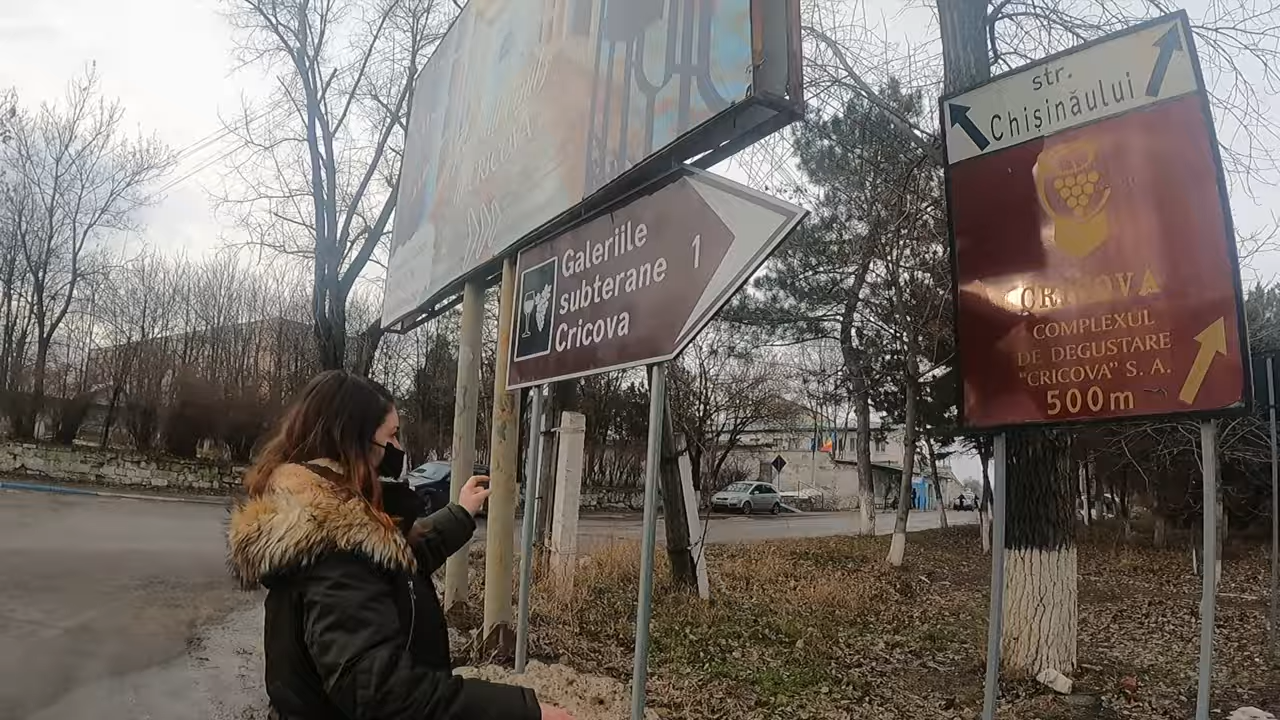 Galeriile
subterane 1
Cricova
str.
Chișinăului
CRICOVA
COMPLEXUL
DE DEGUSTARE
"CRICOVA" S. A.
500m